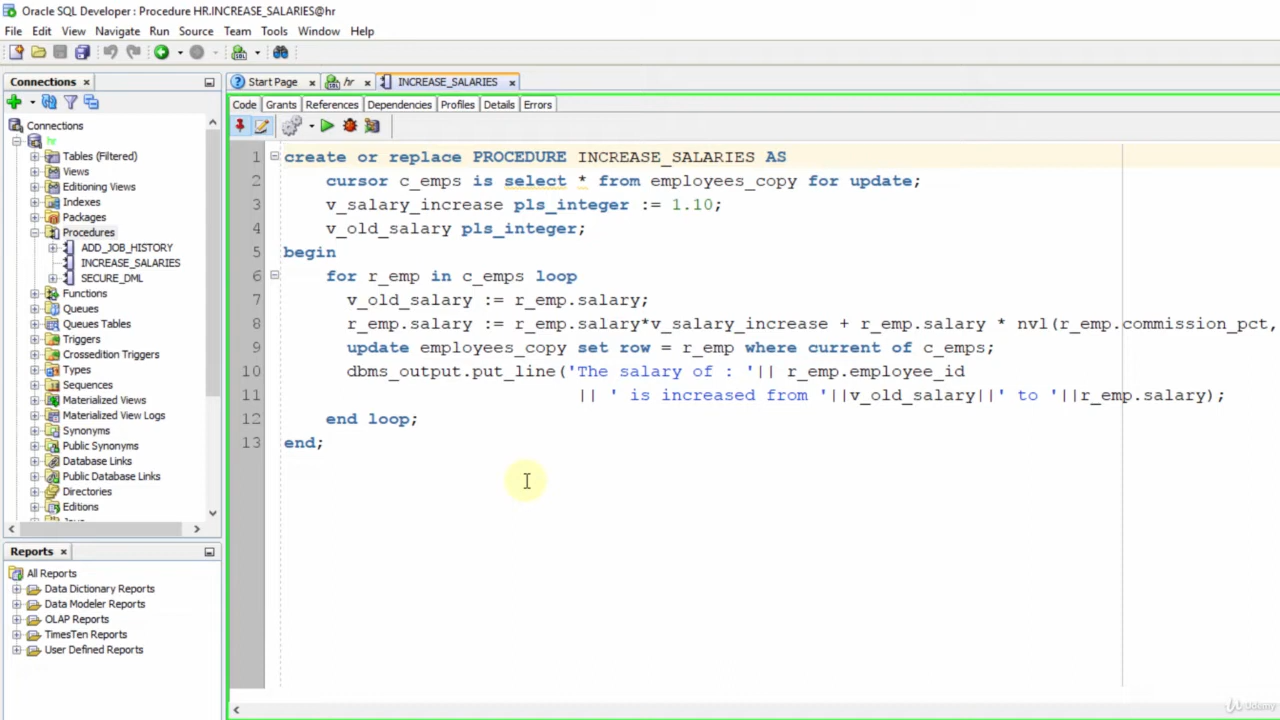 Oracle SQL Developer : Procedure HR.INCREASE_SALARIES@hr
File Edit View Navigate Run Source Team Tools Window Help
Connections
Connections
hr
Tables (Filtered)
Views
Editioning Views
Indexes
Packages
Procedures
ADD_JOB_HISTORY
INCREASE_SALARIES
SECURE_DML
Functions
Queues
Queues Tables
Triggers
Crossedition Triggers
Types
Sequences
Materialized Views
Materialized View Logs
Synonyms
Public Synonyms
Database Links
Public Database Links
Directories
Editions
Reports
All Reports
Data Dictionary Reports
Data Modeler Reports
OLAP Reports
TimesTen Reports
User Defined Reports
Start Page hr INCREASE_SALARIES
Code Grants References Dependencies Profiles Details Errors
1 create or replace PROCEDURE INCREASE_SALARIES AS
2 cursor c_emps is select * from employees_copy for update;
3 v_salary_increase pls_integer := 1.10;
4 v_old_salary pls_integer;
5 begin
6 for r_emp in c_emps loop
7 v_old_salary := r_emp.salary;
8 r_emp.salary := r_emp.salary*v_salary_increase + r_emp.salary * nvl(r_emp.commission_pct,
9 update employees_copy set row = r_emp where current of c_emps;
10 dbms_output.put_line('The salary of : '|| r_emp.employee_id
11 || ' is increased from '||v_old_salary||' to '||r_emp.salary);
12 end loop;
13 end;
Udemy